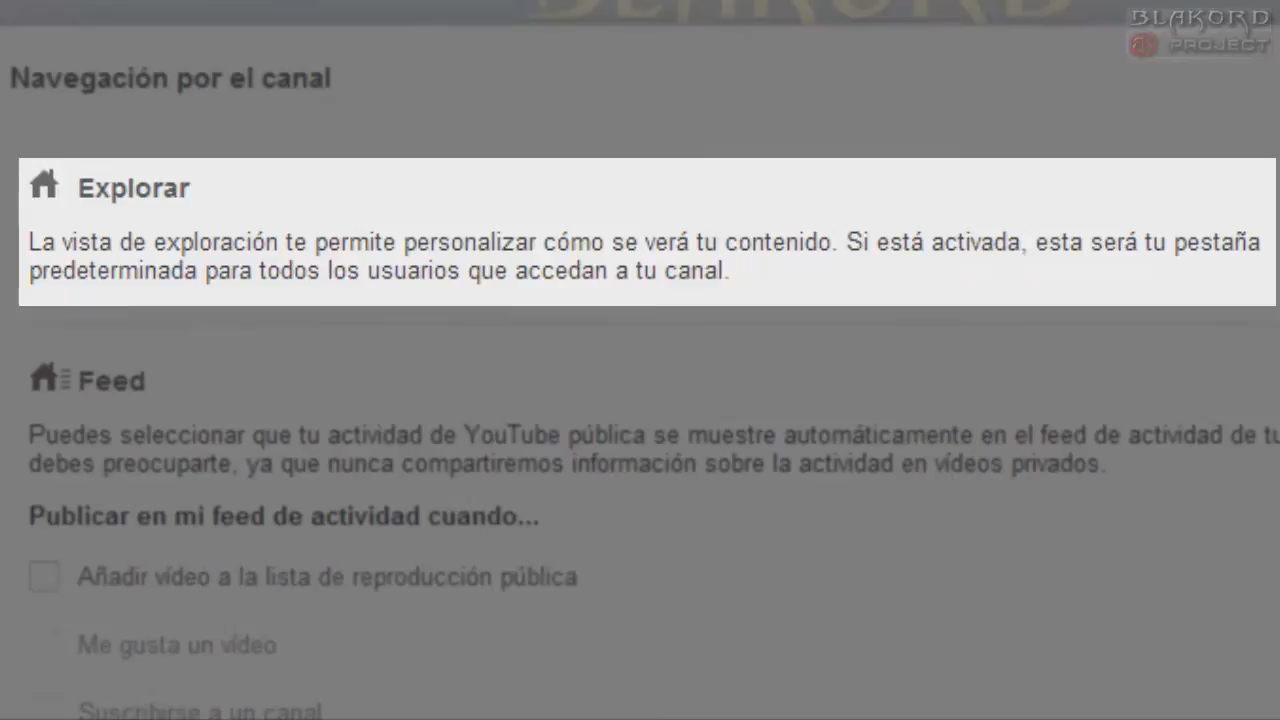 BLAKORD
BLAKORD
PROJECT
Navegación por el canal
Explorar
La vista de exploración te permite personalizar cómo se verá tu contenido. Si está activada, esta será tu pestaña
predeterminada para todos los usuarios que accedan a tu canal.
Feed
Puedes seleccionar que tu actividad de YouTube pública se muestre automáticamente en el feed de actividad de
debes preocuparte, ya que nunca compartiremos información sobre la actividad en vídeos privados.
Publicar en mi feed de actividad cuando...
Añadir vídeo a la lista de reproducción pública
Me gusta un vídeo
Suscribirse a un canal